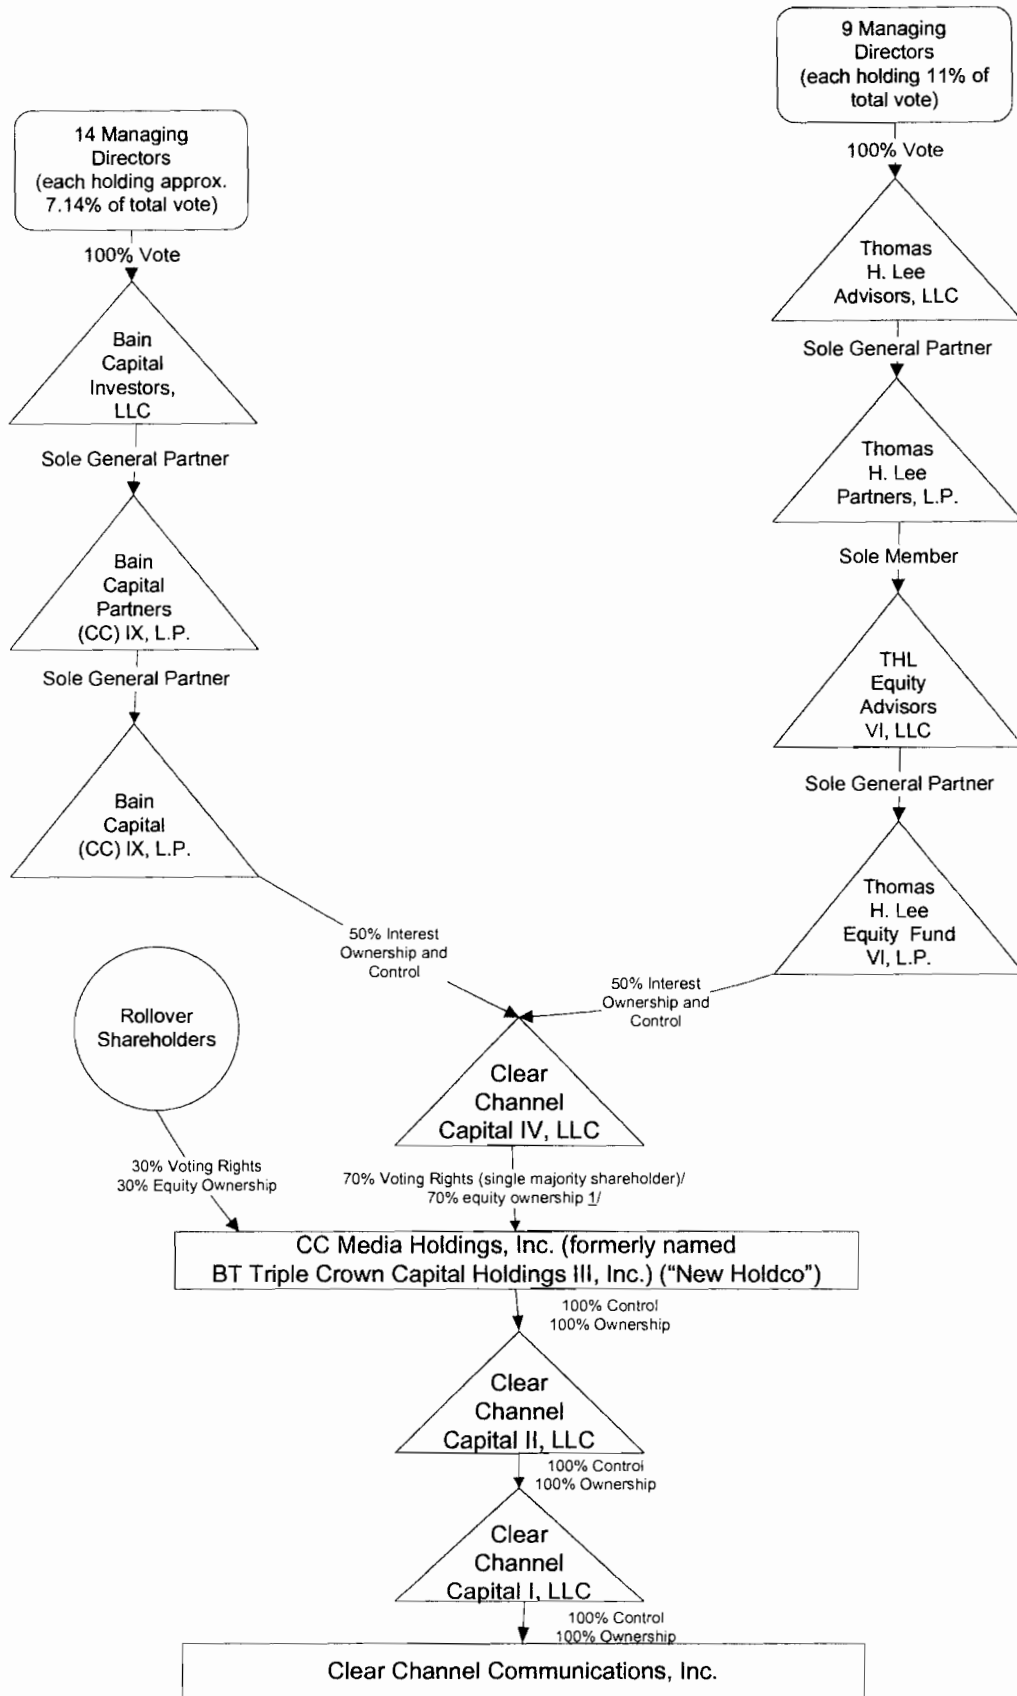 9 Managing
Directors
(each holding 11% of
total vote)
14 Managing
Directors
(each holding approx.
7.14% of total vote)
100% Vote
100% Vote
Thomas
H. Lee
Advisors, LLC
Bain
Capital
Investors,
LLC
Sole General Partner
Sole General Partner
Thomas
H. Lee
Partners, L.P.
Sole Member
Bain
Capital
Partners
(CC) IX, L.P.
Sole General Partner
THL
Equity
Advisors
VI, LLC
Sole General Partner
Bain
Capital
(CC) IX, L.P.
Thomas
H. Lee
Equity Fund
VI, L.P.
50% Interest
Ownership and
Control
50% Interest
Ownership and
Control
Rollover
Shareholders
Clear
Channel
Capital IV, LLC
30% Voting Rights
30% Equity Ownership
70% Voting Rights (single majority shareholder)/
70% equity ownership 1/
CC Media Holdings, Inc. (formerly named
BT Triple Crown Capital Holdings III, Inc.) (“New Holdco”)
100% Control
100% Ownership
Clear
Channel
Capital II, LLC
100% Control
100% Ownership
Clear
Channel
Capital I, LLC
100% Control
100% Ownership
Clear Channel Communications, Inc.